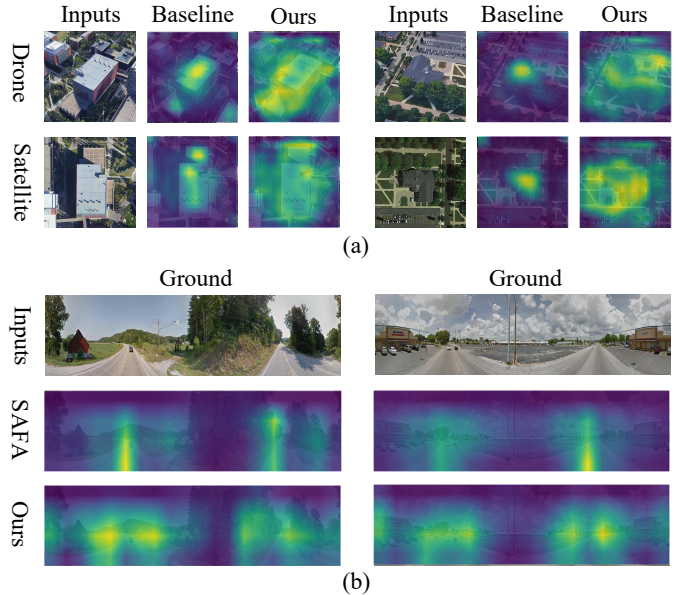 Inputs Baseline Ours Inputs Baseline Ours
Drone
Satellite
(a)
Ground Ground
Inputs
SAFA
Ours
(b)